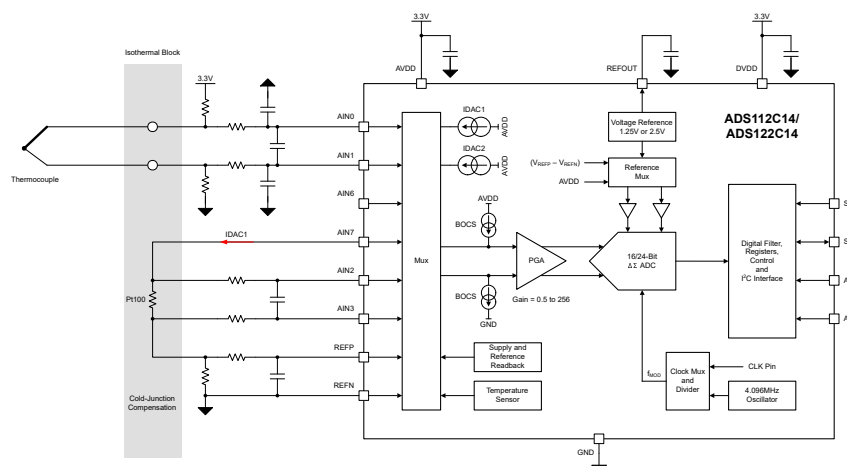 3.3V
3.3V
Isothermal Block
AVDD
REFOUT
DVDD
3.3V
ADS112C14/
ADS122C14
IDAC1
AVDD
Voltage Reference
1.25V or 2.5V
AIN0
IDAC2
AVDD
(VREFP – VREFN)
Reference
Mux
AIN1
AVDD
Thermocouple
AIN6
AVDD
BOCS
IDAC1
AIN7
Mux
PGA
16/24-Bit
ΔΣ ADC
Digital Filter,
Registers,
Control
and
I²C Interface
AIN2
BOCS
Gain = 0.5 to 256
Pt100
AIN3
GND
REFP
Supply and
Reference
Readback
fMOD
Clock Mux
and
Divider
CLK Pin
REFN
Temperature
Sensor
4.096MHz
Oscillator
Cold-Junction
Compensation
GND